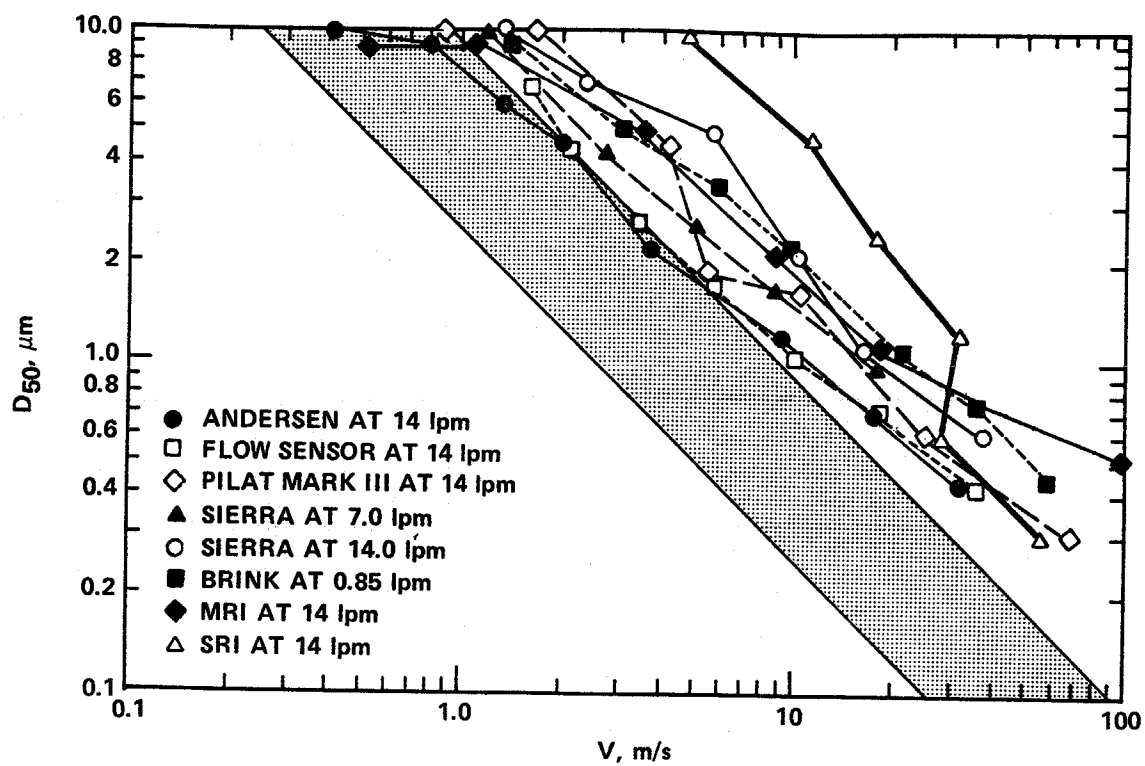 10.0
8
6
4
2
1.0
0.8
0.6
0.4
0.2
0.1
D50, μm
● ANDERSEN AT 14 lpm
□ FLOW SENSOR AT 14 lpm
◇ PILAT MARK III AT 14 lpm
▲ SIERRA AT 7.0 lpm
○ SIERRA AT 14.0 lpm
■ BRINK AT 0.85 lpm
◆ MRI AT 14 lpm
△ SRI AT 14 lpm
0.1 1.0 10 100
V, m/s